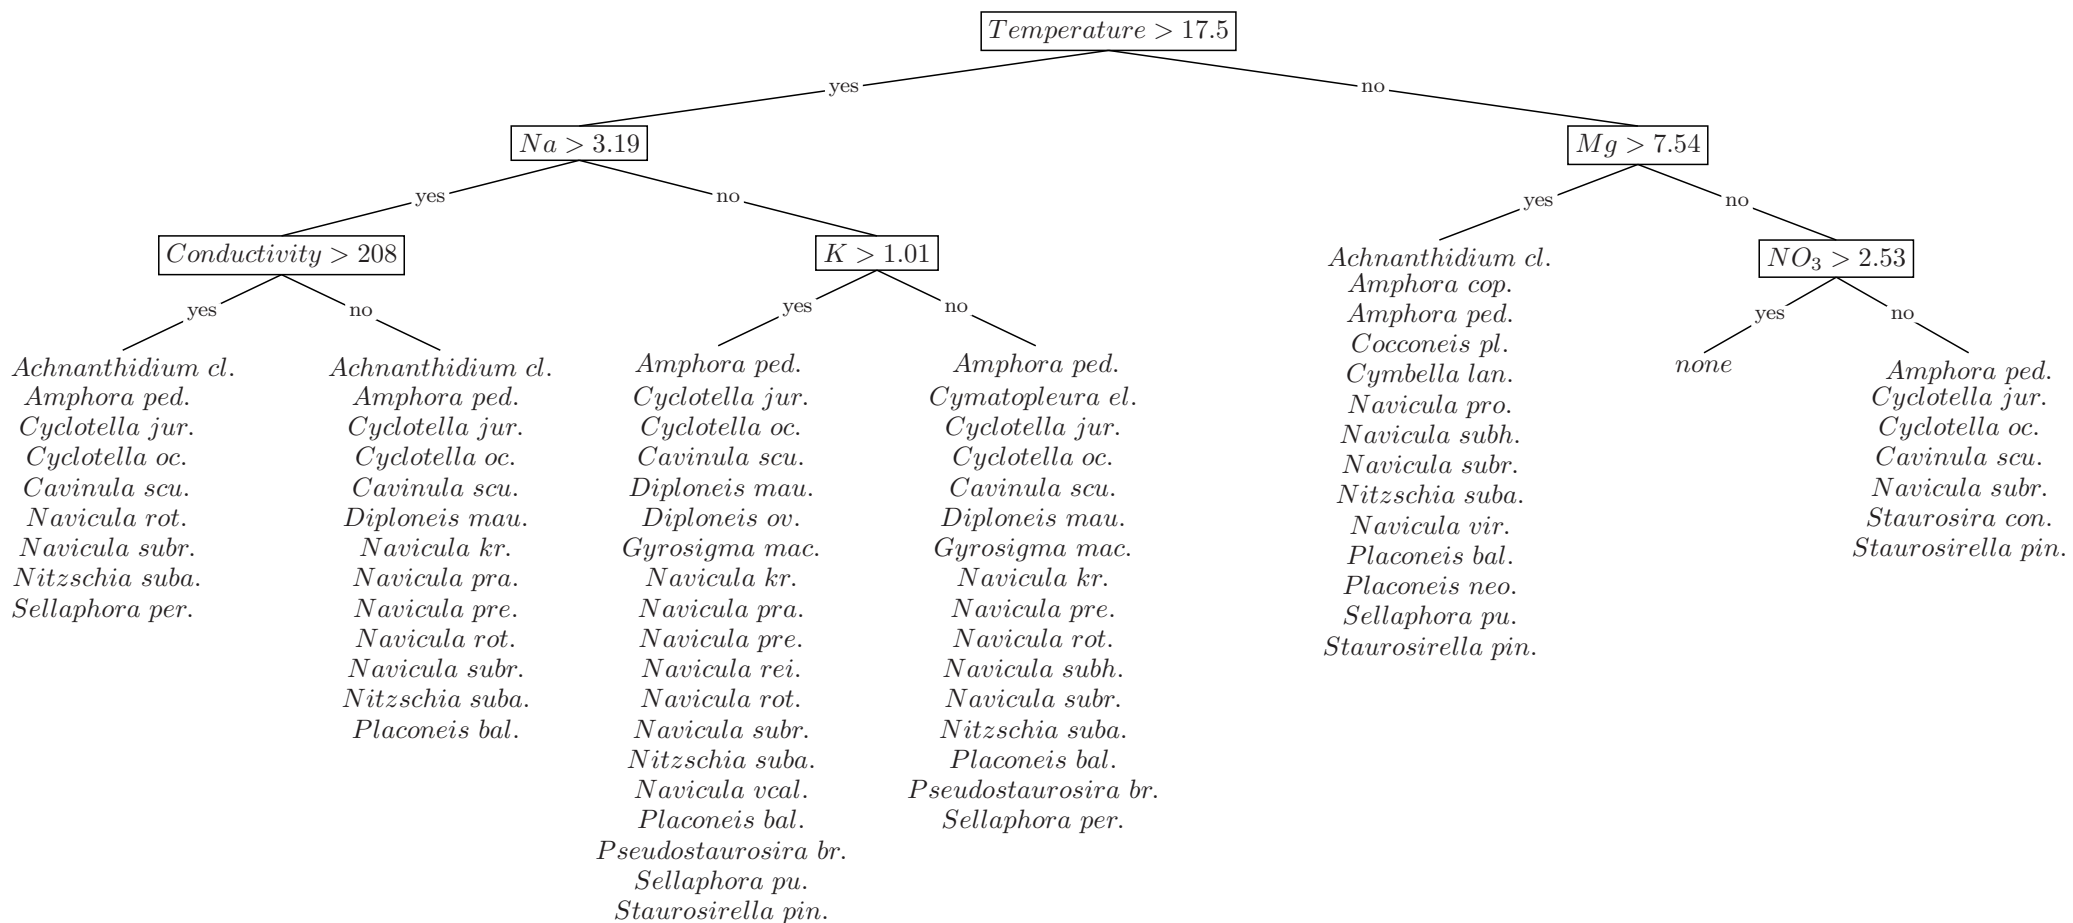 Temperature > 17.5
yes
no
Na > 3.19
Mg > 7.54
yes
no
yes
no
Conductivity > 208
K > 1.01
NO₃ > 2.53
yes
no
yes
no
yes
no
Achnanthidium cl.
Amphora ped.
Cyclotella jur.
Cyclotella oc.
Cavinula scu.
Navicula rot.
Navicula subr.
Nitzschia suba.
Sellaphora per.
Achnanthidium cl.
Amphora ped.
Cyclotella jur.
Cyclotella oc.
Cavinula scu.
Diploneis mau.
Navicula kr.
Navicula pra.
Navicula pre.
Navicula rot.
Navicula subr.
Nitzschia suba.
Placoneis bal.
Amphora ped.
Cyclotella jur.
Cyclotella oc.
Cavinula scu.
Diploneis mau.
Diploneis ov.
Gyrosigma mac.
Navicula kr.
Navicula pra.
Navicula pre.
Navicula rei.
Navicula rot.
Navicula subr.
Nitzschia suba.
Navicula vcal.
Placoneis bal.
Pseudostaurosira br.
Sellaphora pu.
Staurosirella pin.
Amphora ped.
Cymatopleura el.
Cyclotella jur.
Cyclotella oc.
Cavinula scu.
Diploneis mau.
Gyrosigma mac.
Navicula kr.
Navicula pre.
Navicula rot.
Navicula subh.
Navicula subr.
Nitzschia suba.
Placoneis bal.
Pseudostaurosira br.
Sellaphora per.
Achnanthidium cl.
Amphora cop.
Amphora ped.
Cocconeis pl.
Cymbella lan.
Navicula pro.
Navicula subh.
Navicula subr.
Nitzschia suba.
Navicula vir.
Placoneis bal.
Placoneis neo.
Sellaphora pu.
Staurosirella pin.
none
Amphora ped.
Cyclotella jur.
Cyclotella oc.
Cavinula scu.
Navicula subr.
Staurosira con.
Staurosirella pin.